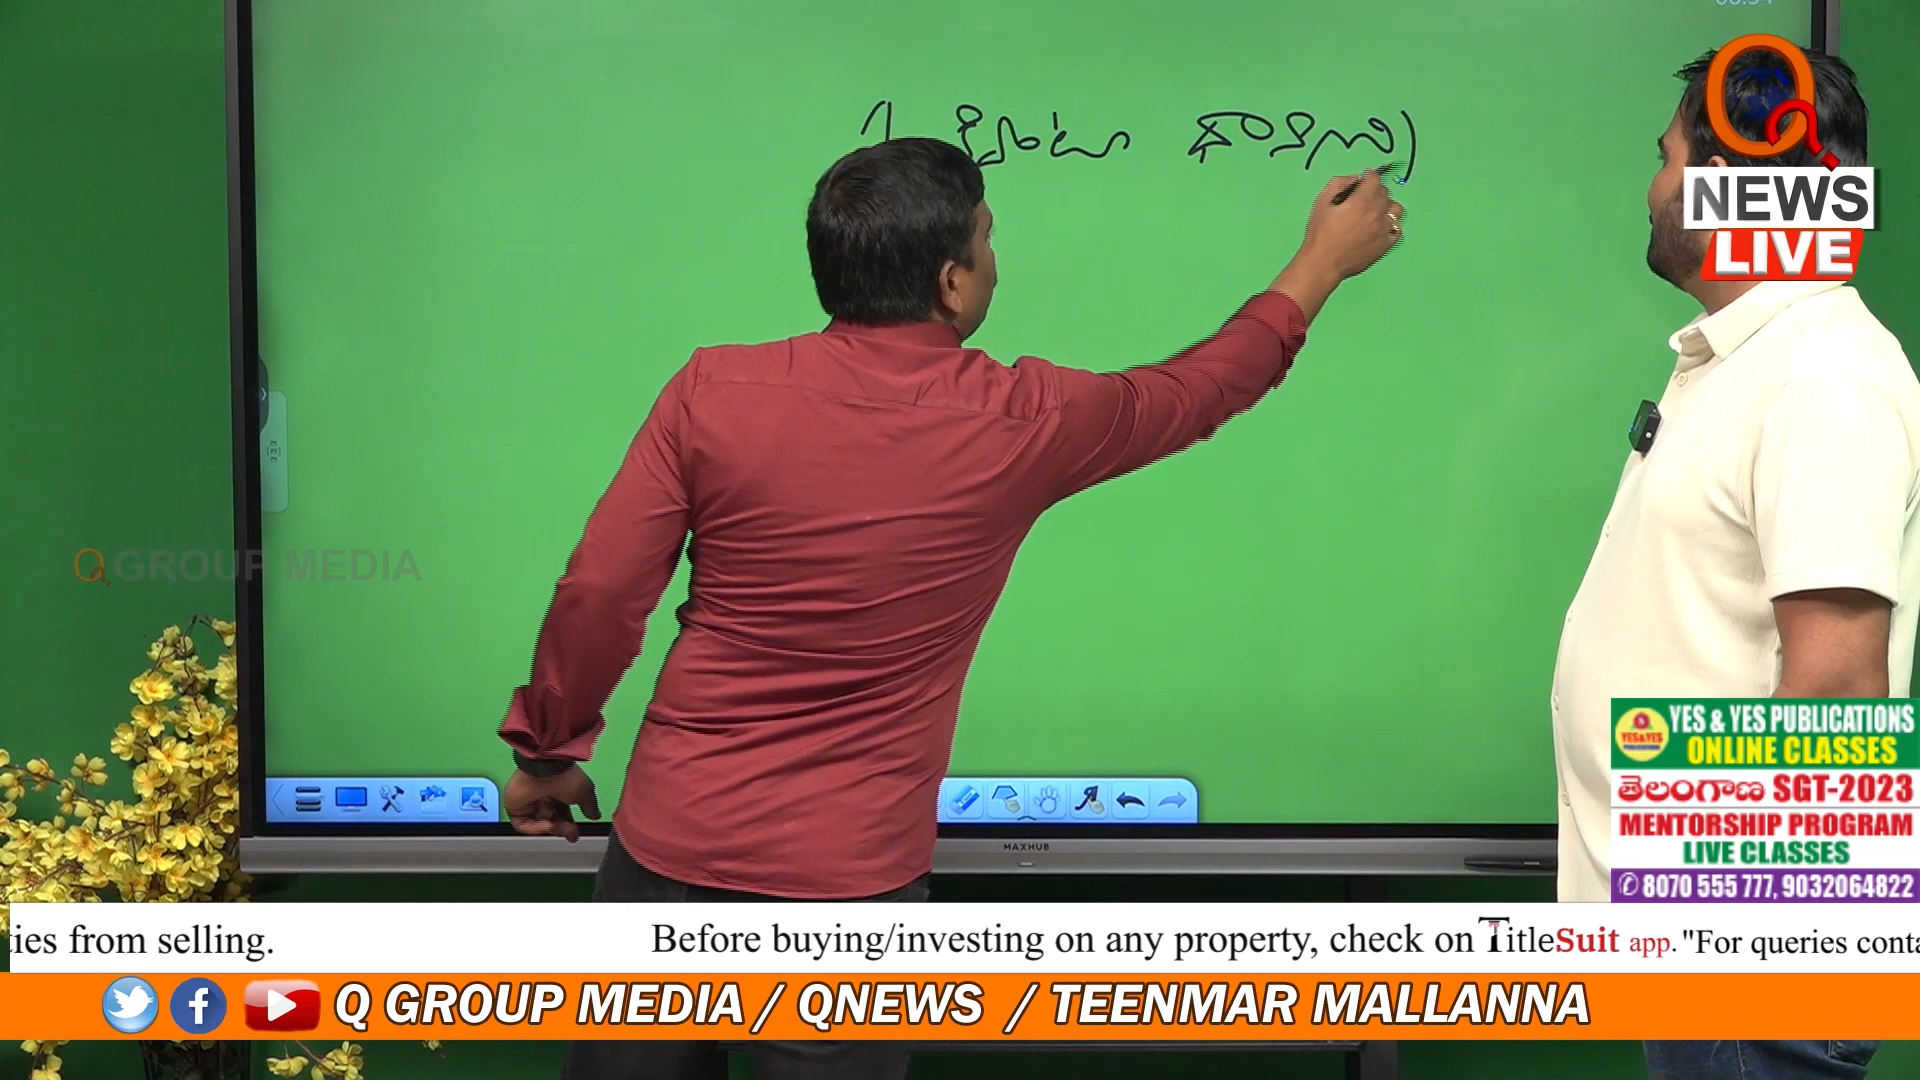 Q
NEWS
LIVE
Q GROUP MEDIA
YES & YES PUBLICATIONS
ONLINE CLASSES
తెలంగాణ SGT-2023
MENTORSHIP PROGRAM
LIVE CLASSES
8070 555 777, 9032064822
MAXHUB
ies from selling. Before buying/investing on any property, check on TitleSuit app. "For queries conta
Q GROUP MEDIA / QNEWS / TEENMAR MALLANNA